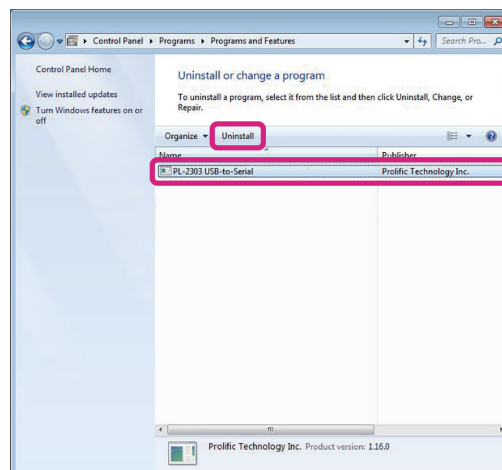 Control Panel ▸ Programs ▸ Programs and Features
Search Pro...
Control Panel Home
View installed updates
Turn Windows features on or
off
Uninstall or change a program
To uninstall a program, select it from the list and then click Uninstall, Change, or
Repair.
Organize Uninstall
Name Publisher
PL-2303 USB-to-Serial Prolific Technology Inc.
Prolific Technology Inc. Product version: 1.16.0